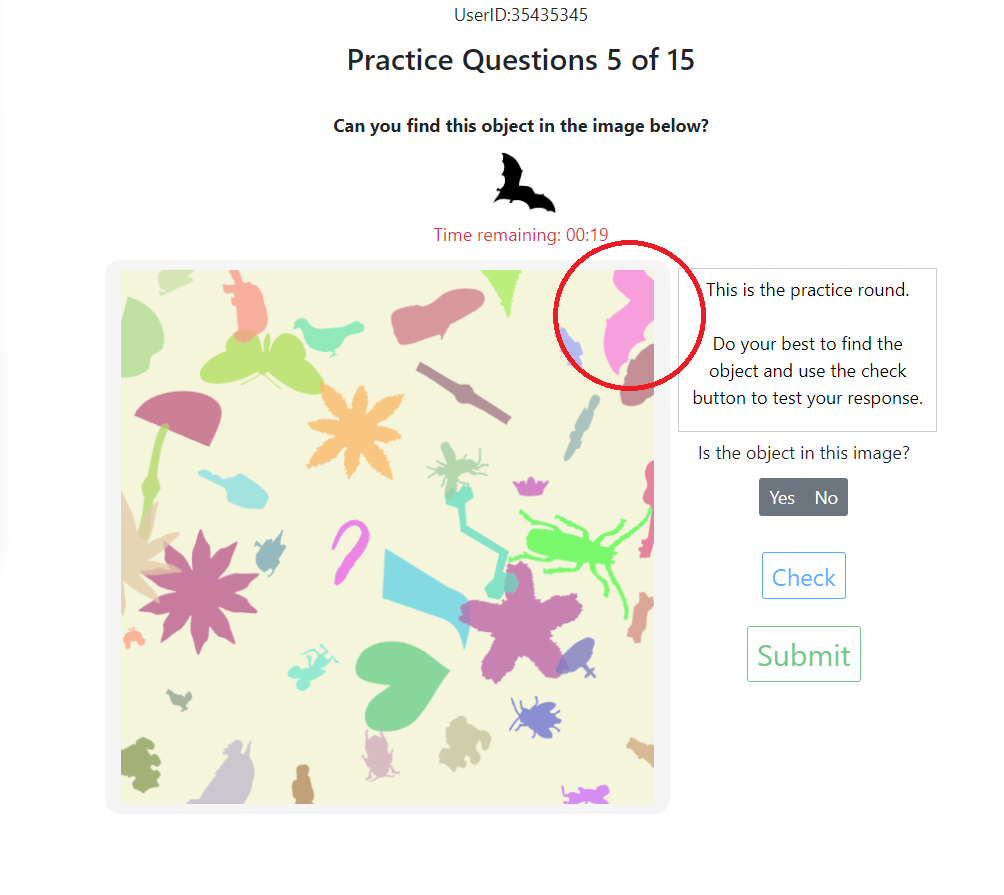 UserID:35435345
Practice Questions 5 of 15
Can you find this object in the image below?
Time remaining: 00:19
This is the practice round.
Do your best to find the
object and use the check
button to test your response.
Is the object in this image?
Yes No
Check
Submit